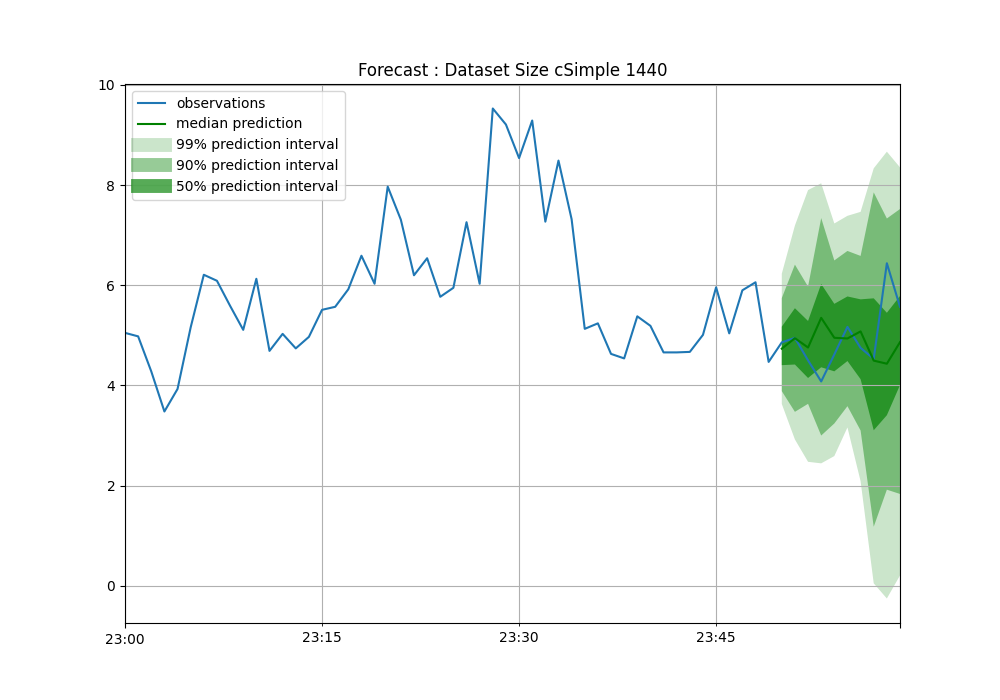 Forecast : Dataset Size cSimple 1440
10
8
6
4
2
0
observations
median prediction
99% prediction interval
90% prediction interval
50% prediction interval
23:00
23:15
23:30
23:45